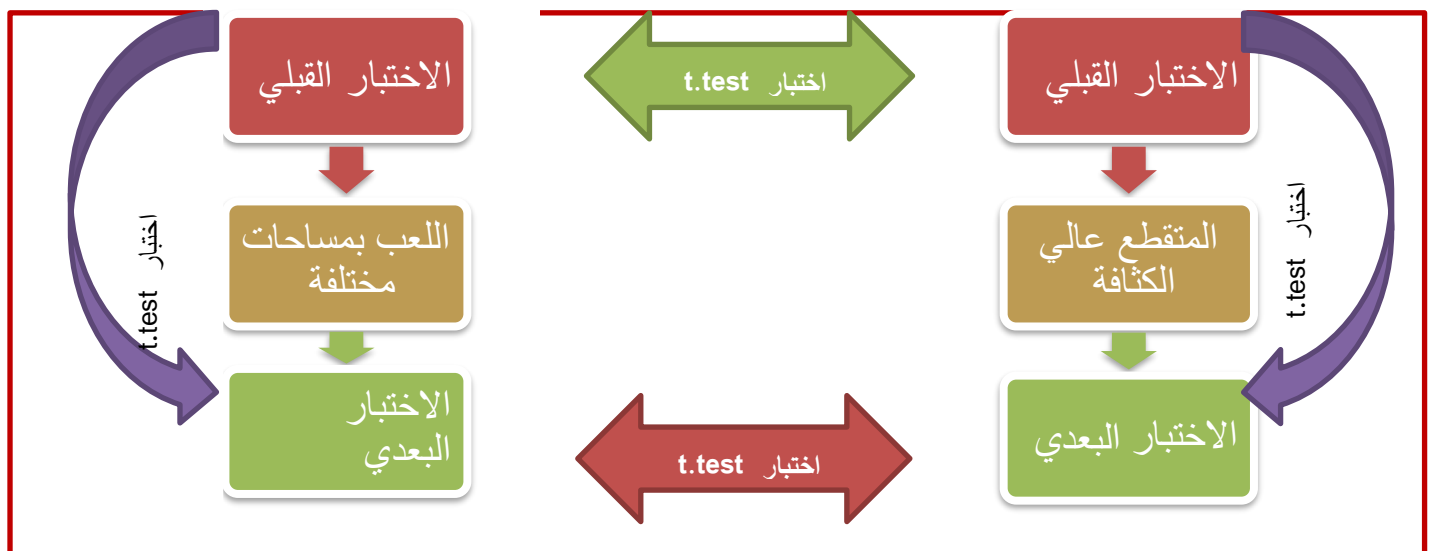 الاختبار القبلي
اختبار t.test
الاختبار القبلي
اختبار t.test
المتقطع عالي
الكثافة
اللعب بمساحات
مختلفة
اختبار t.test
الاختبار البعدي
اختبار t.test
الاختبار
البعدي